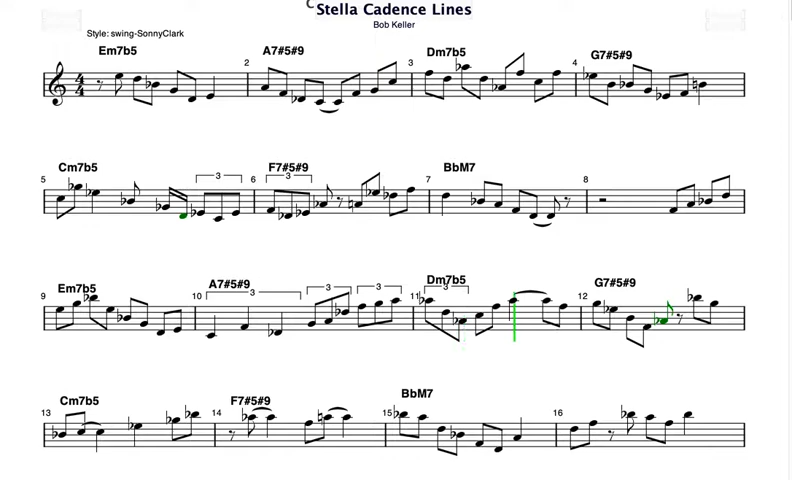 Stella Cadence Lines
Bob Keller
Style: swing-SonnyClark
Em7b5 A7#5#9 Dm7b5 G7#5#9
2 3 4
4
4
Cm7b5 F7#5#9 BbM7
3 3
5 6 7 8
Em7b5 A7#5#9 Dm7b5 G7#5#9
3 3 3 3
9 10 11 12
Cm7b5 F7#5#9 BbM7
13 14 15 16